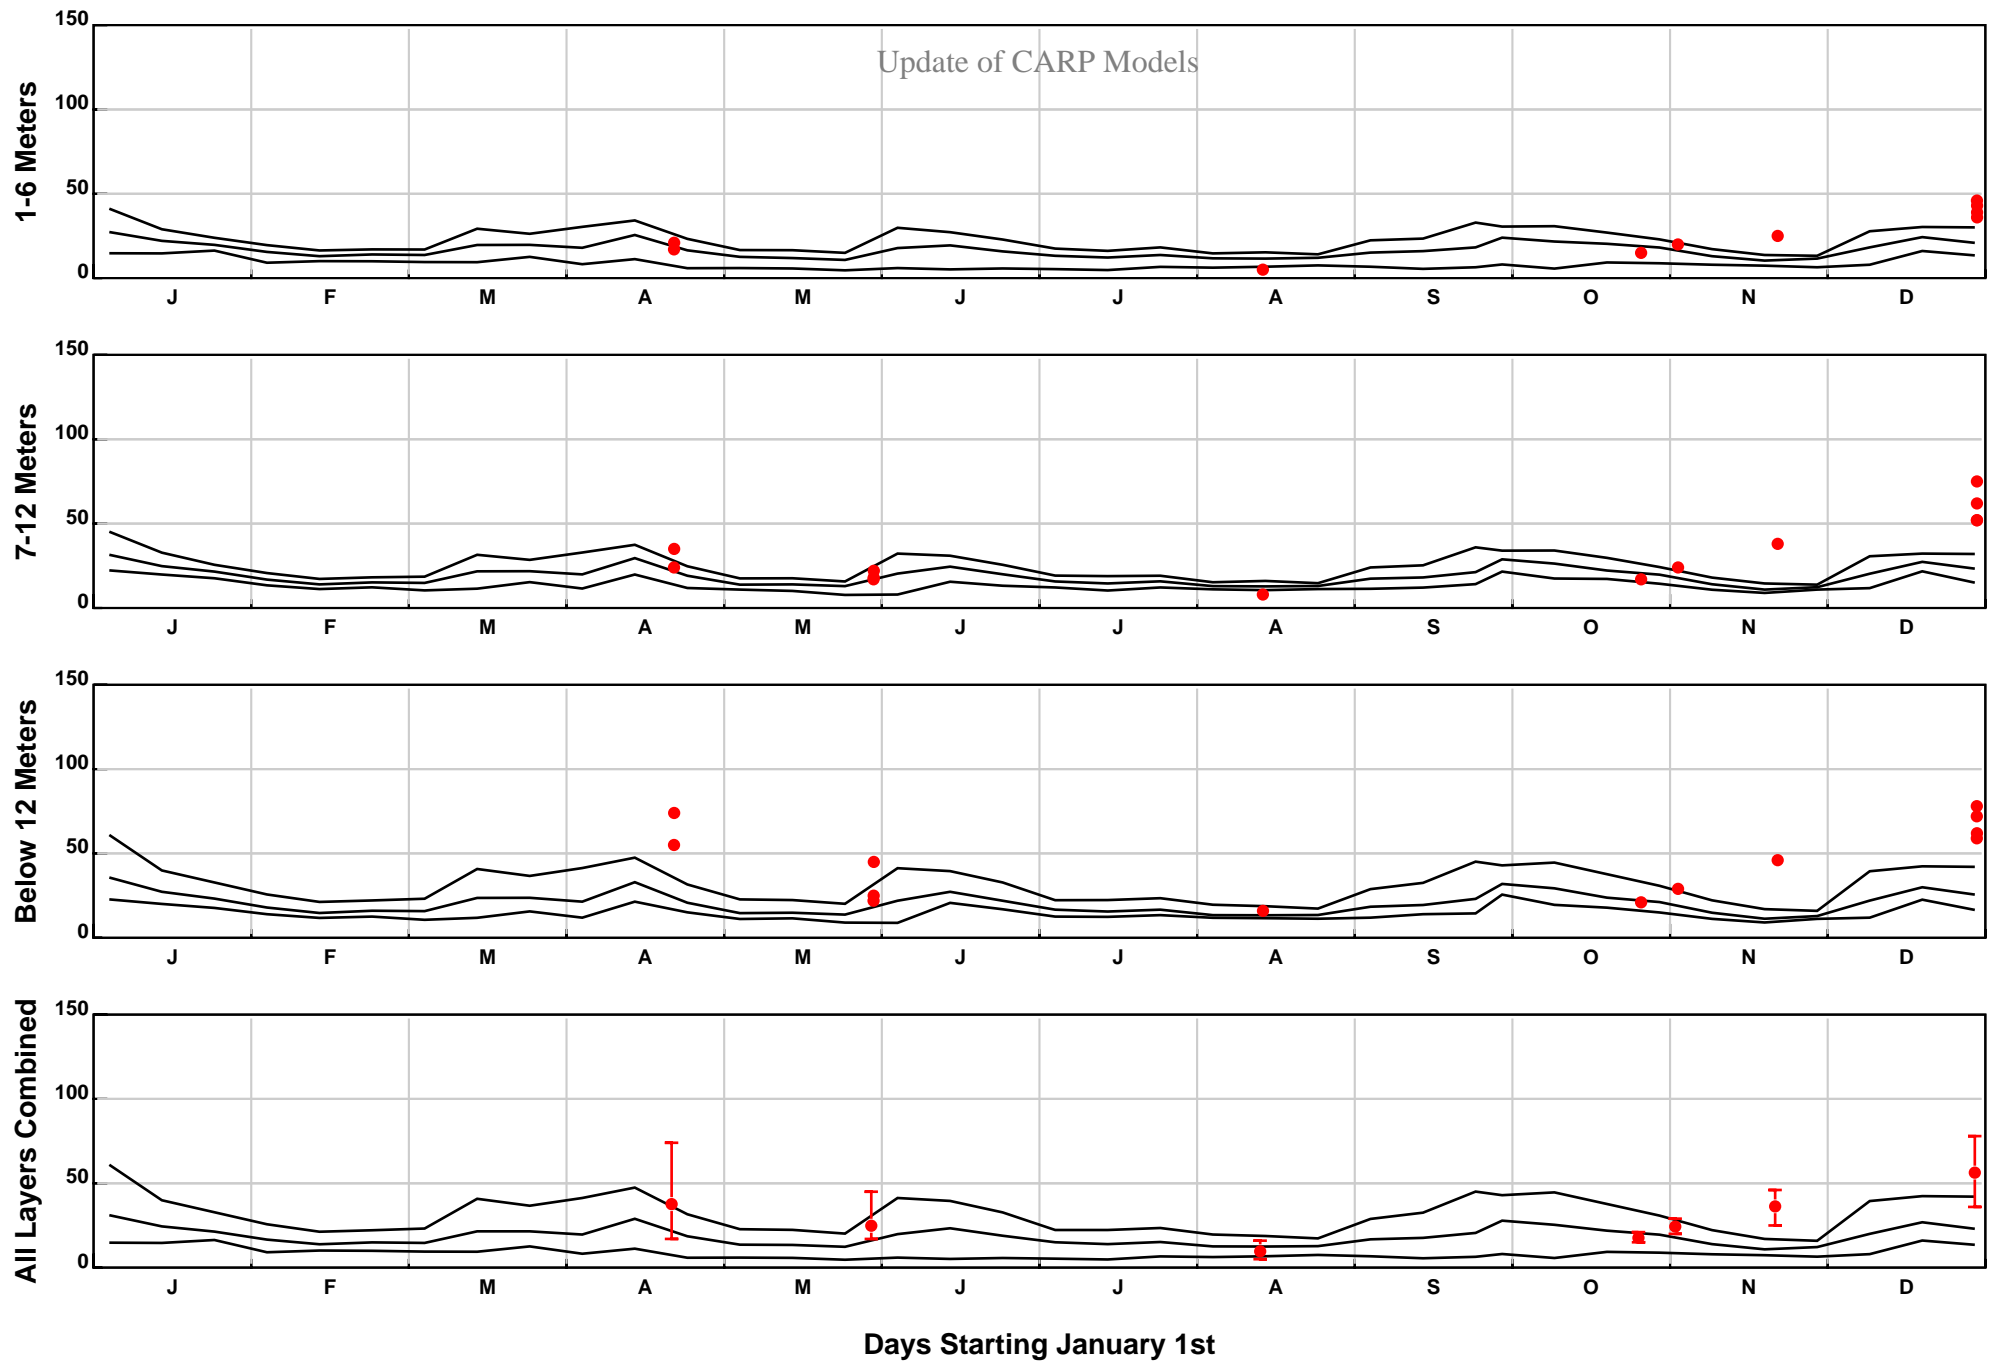 Update of CARP Models
1-6 Meters
150
100
50
0
J F M A M J J A S O N D
7-12 Meters
150
100
50
0
J F M A M J J A S O N D
Below 12 Meters
150
100
50
0
J F M A M J J A S O N D
All Layers Combined
150
100
50
0
J F M A M J J A S O N D
Days Starting January 1st